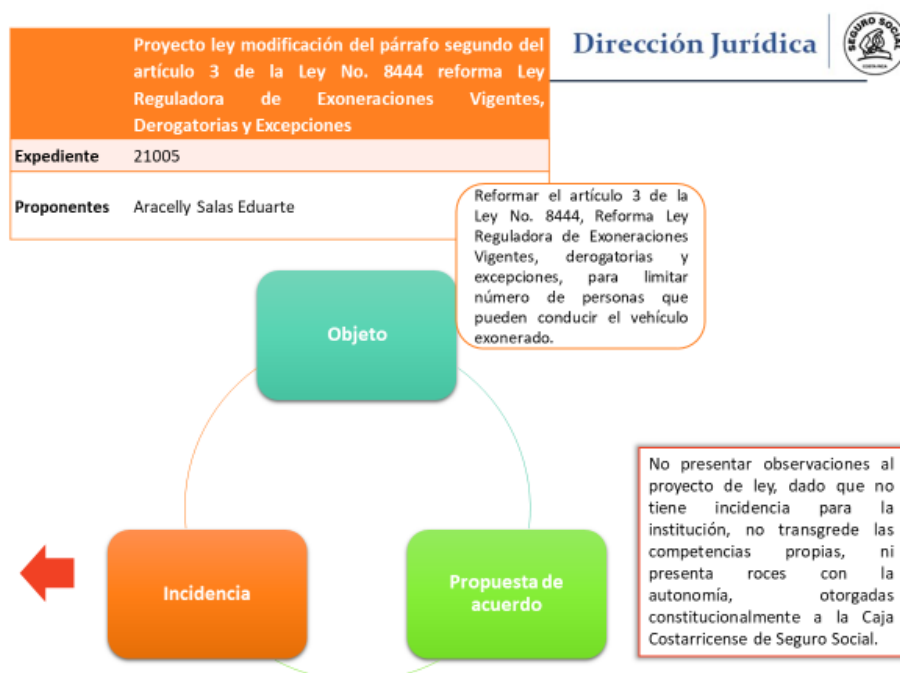 Dirección Jurídica
SEGURO SOCIAL
COSTA RICA
Proyecto ley modificación del párrafo segundo del
artículo 3 de la Ley No. 8444 reforma Ley
Reguladora de Exoneraciones Vigentes,
Derogatorias y Excepciones
Expediente 21005
Proponentes Aracelly Salas Eduarte
Reformar el artículo 3 de la
Ley No. 8444, Reforma Ley
Reguladora de Exoneraciones
Vigentes, derogatorias y
excepciones, para limitar
número de personas que
pueden conducir el vehículo
exonerado.
Objeto
No presentar observaciones al
proyecto de ley, dado que no
tiene incidencia para la
institución, no transgrede las
competencias propias, ni
presenta roces con la
autonomía, otorgadas
constitucionalmente a la Caja
Costarricense de Seguro Social.
Incidencia
Propuesta de
acuerdo